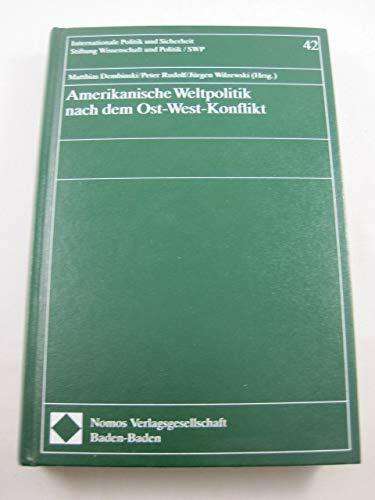 Internationale Politik und Sicherheit
Stiftung Wissenschaft und Politik / SWP
42
Matthias Dembinski/Peter Rudolf/Jürgen Wilzewski (Hrsg.)
Amerikanische Weltpolitik
nach dem Ost-West-Konflikt
Nomos Verlagsgesellschaft
Baden-Baden